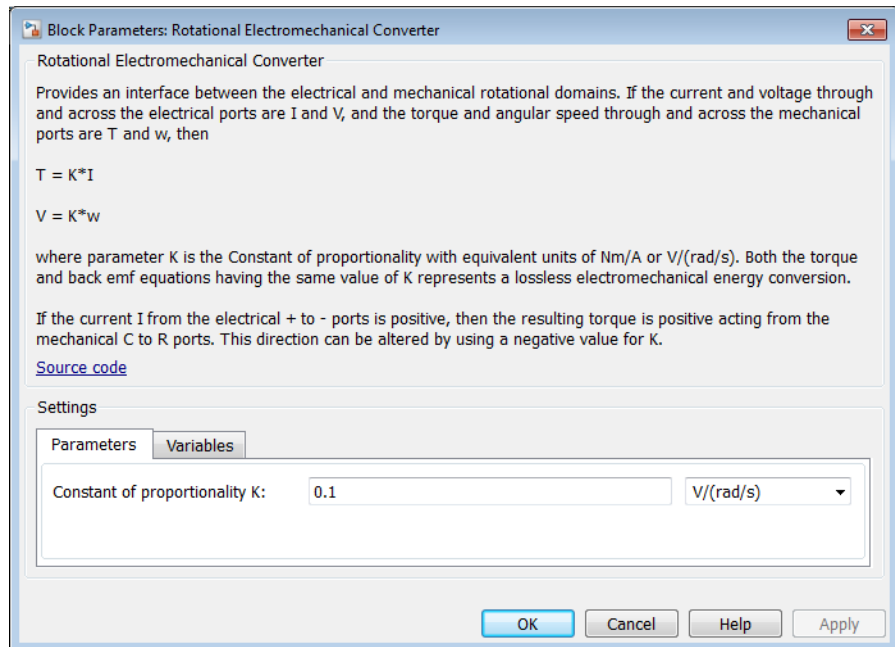 Block Parameters: Rotational Electromechanical Converter
Rotational Electromechanical Converter
Provides an interface between the electrical and mechanical rotational domains. If the current and voltage through
and across the electrical ports are I and V, and the torque and angular speed through and across the mechanical
ports are T and w, then
T = K*I
V = K*w
where parameter K is the Constant of proportionality with equivalent units of Nm/A or V/(rad/s). Both the torque
and back emf equations having the same value of K represents a lossless electromechanical energy conversion.
If the current I from the electrical + to - ports is positive, then the resulting torque is positive acting from the
mechanical C to R ports. This direction can be altered by using a negative value for K.
Source code
Settings
Parameters Variables
Constant of proportionality K: 0.1 V/(rad/s)
OK Cancel Help Apply